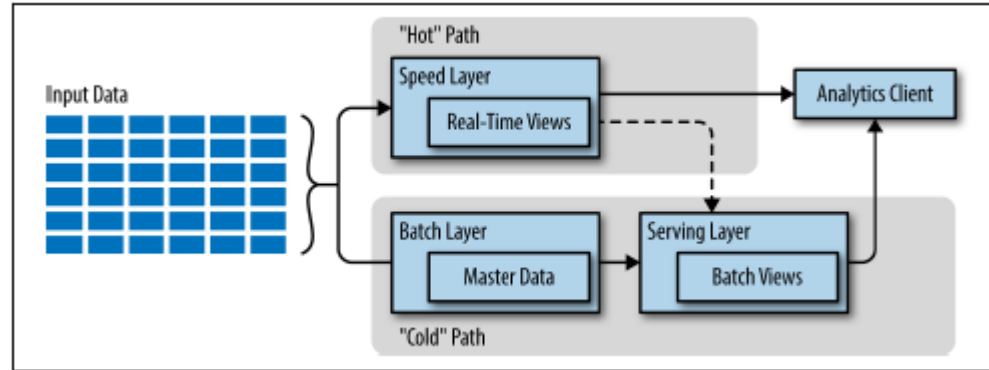 "Hot" Path
Speed Layer
Real-Time Views
Analytics Client
Input Data
Batch Layer
Master Data
Serving Layer
Batch Views
"Cold" Path